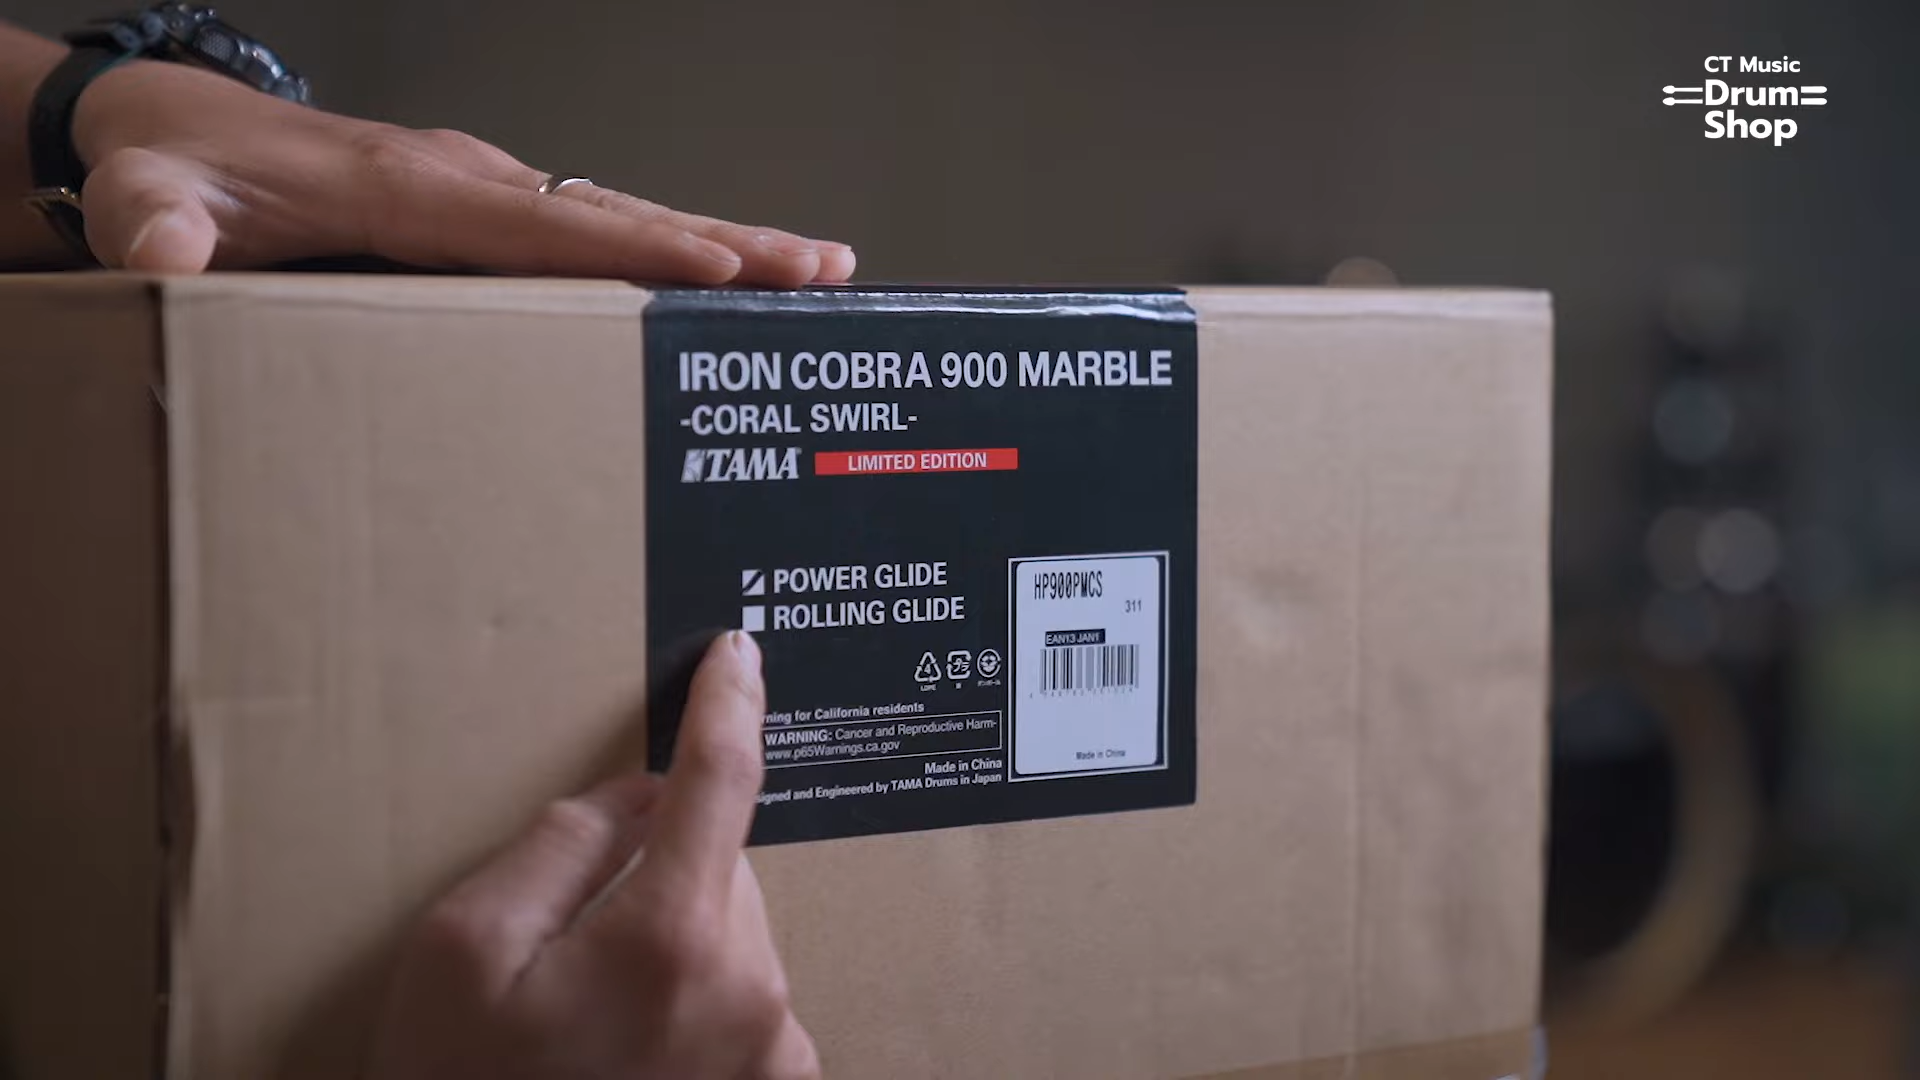 CT Music
Drum
Shop
IRON COBRA 900 MARBLE
-CORAL SWIRL-
TAMA LIMITED EDITION
POWER GLIDE
ROLLING GLIDE
HP900PMCS
311
EAN13 JAN1
Made in China
4
LDPE
for California residents
WARNING: Cancer and Reproductive Harm-
www.p65Warnings.ca.gov
Made in China
and Engineered by TAMA Drums in Japan